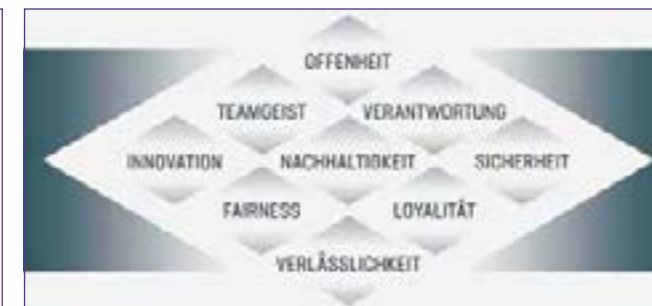 OFFENHEIT
TEAMGEIST VERANTWORTUNG
INNOVATION NACHHALTIGKEIT SICHERHEIT
FAIRNESS LOYALITÄT
VERLÄSSLICHKEIT